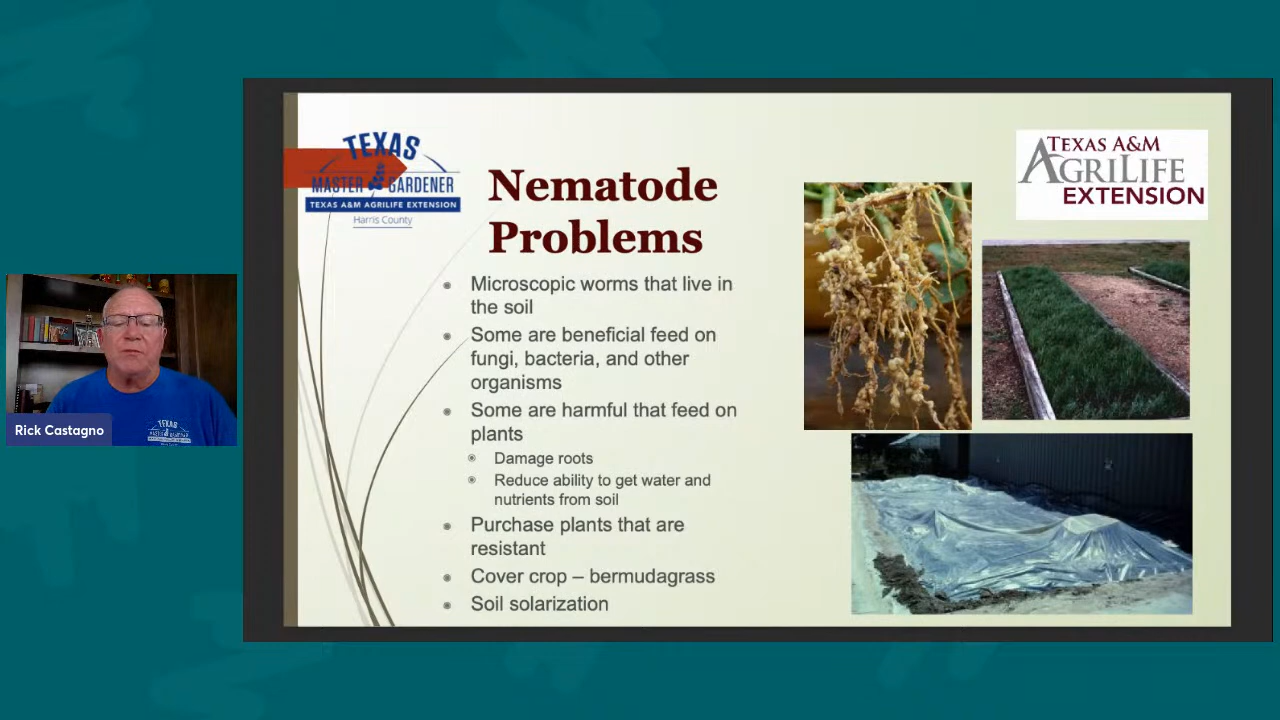 TEXAS
MASTER GARDENER
TEXAS A&M AGRILIFE EXTENSION
Harris County
TEXAS A&M
AGRILIFE
EXTENSION
Nematode
Problems
Microscopic worms that live in
the soil
Some are beneficial feed on
fungi, bacteria, and other
organisms
Some are harmful that feed on
plants
Damage roots
Reduce ability to get water and
nutrients from soil
Purchase plants that are
resistant
Cover crop – bermudagrass
Soil solarization
Rick Castagno
TEXAS